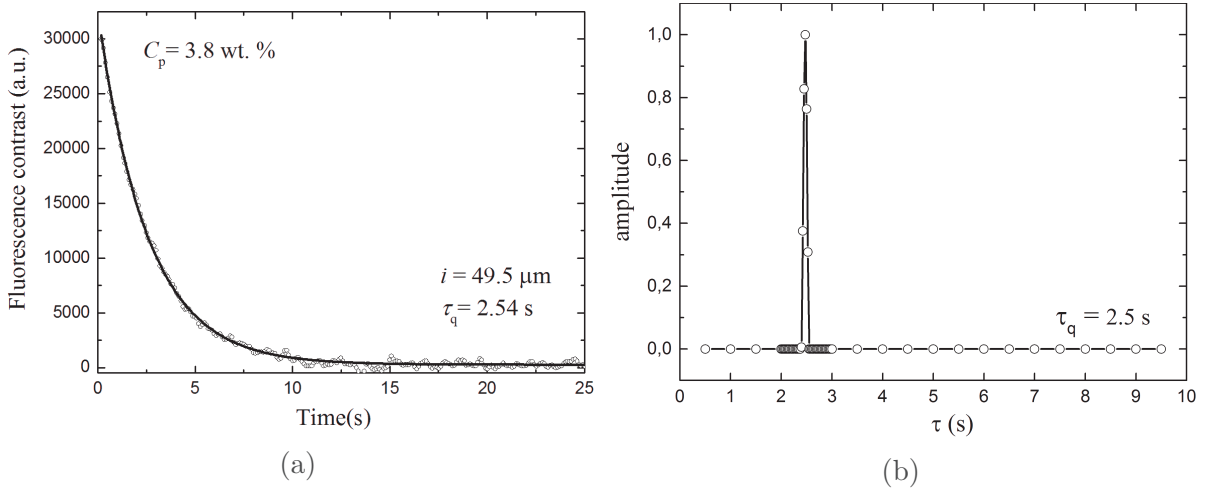 Fluorescence contrast (a.u.)
30000
25000
20000
15000
10000
5000
0
Cp= 3.8 wt. %
i = 49.5 μm
τq = 2.54 s
0 5 10 15 20 25
Time(s)
(a)
amplitude
1,0
0,8
0,6
0,4
0,2
0,0
τq = 2.5 s
0 1 2 3 4 5 6 7 8 9 10
τ (s)
(b)